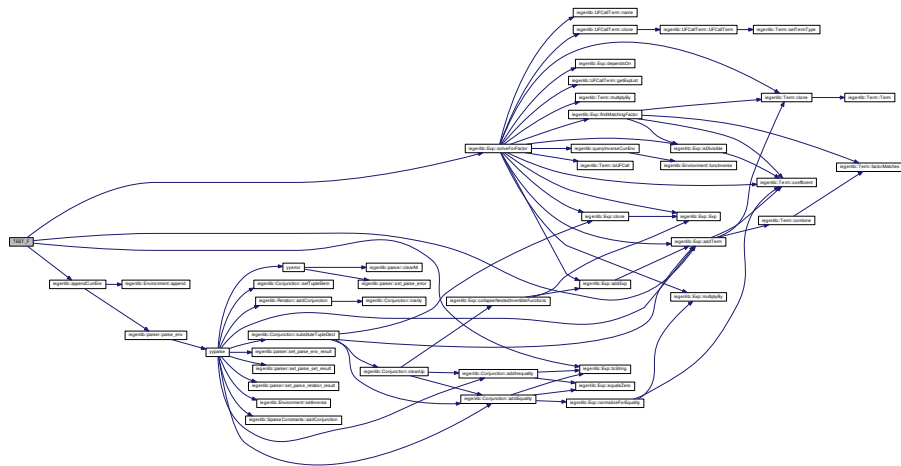 iegenlib::UFCallTerm::name
iegenlib::UFCallTerm::clone
iegenlib::UFCallTerm::UFCallTerm
iegenlib::Term::setTermType
iegenlib::Exp::dependsOn
iegenlib::UFCallTerm::getExpList
iegenlib::Term::multiplyBy
iegenlib::Term::clone
iegenlib::Term::Term
iegenlib::Exp::findMatchingFactor
iegenlib::Exp::solveForFactor
iegenlib::queryInverseCurrEnv
iegenlib::Exp::isDivisible
iegenlib::Term::isUFCall
iegenlib::Environment::funcInverse
iegenlib::Term::factorMatches
iegenlib::Term::coefficient
iegenlib::Exp::clone
iegenlib::Exp::Exp
iegenlib::Term::combine
TEST_F
iegenlib::Exp::addTerm
yyerror
iegenlib::parser::clearAll
iegenlib::appendCurrEnv
iegenlib::Environment::append
iegenlib::Conjunction::setTupleElem
iegenlib::parser::set_parse_error
iegenlib::Exp::addExp
iegenlib::Exp::multiplyBy
iegenlib::Relation::addConjunction
iegenlib::Conjunction::inarity
iegenlib::Exp::collapseNestedInvertibleFunctions
iegenlib::parser::parse_env
iegenlib::Conjunction::substituteTupleDecl
yyparse
iegenlib::parser::set_parse_env_result
iegenlib::parser::set_parse_set_result
iegenlib::Conjunction::cleanUp
iegenlib::Conjunction::addInequality
iegenlib::Exp::toString
iegenlib::parser::set_parse_relation_result
iegenlib::Exp::equalsZero
iegenlib::Environment::setInverse
iegenlib::Conjunction::addEquality
iegenlib::Exp::normalizeForEquality
iegenlib::SparseConstraints::addConjunction